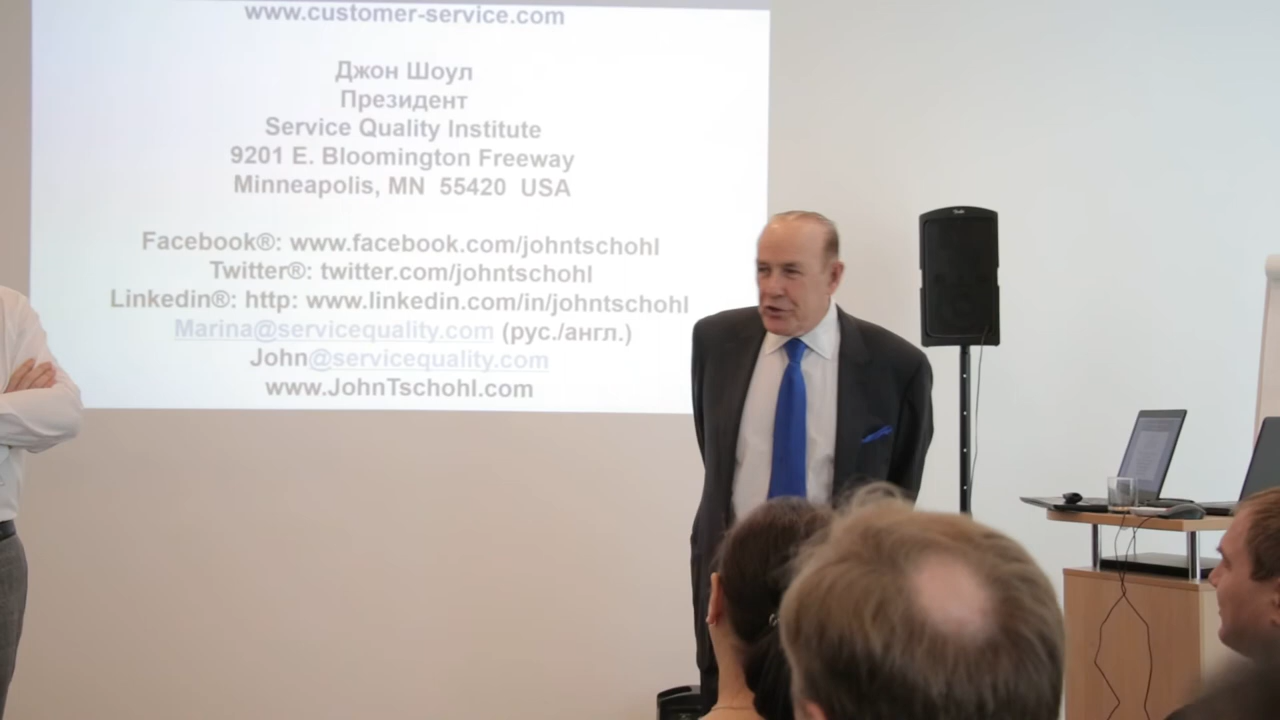 www.customer-service.com
Джон Шоул
Президент
Service Quality Institute
9201 E. Bloomington Freeway
Minneapolis, MN 55420 USA
Facebook®: www.facebook.com/johntschohl
Twitter®: twitter.com/johntschohl
Linkedin®: http: www.linkedin.com/in/johntschohl
Marina@servicequality.com (рус./англ.)
John@servicequality.com
www.JohnTschohl.com